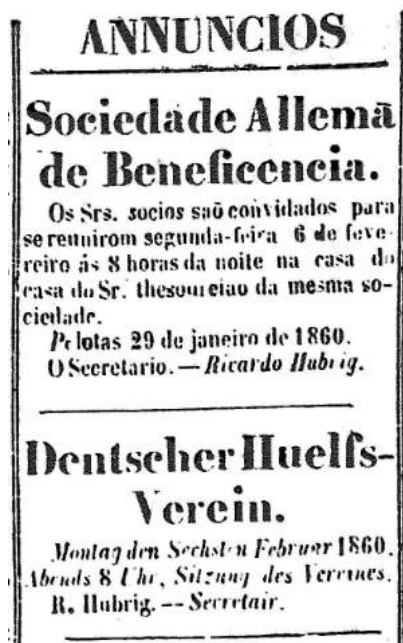 ANNUNCIOS
Sociedade Allemã
de Beneficencia.
Os Srs. socios saõ convidados para
se reunirom segunda-feira 6 de feve-
reiro ás 8 horas da noite na casa do
casa do Sr. thesoureiao da mesma so-
ciedade.
Pelotas 29 de janeiro de 1860.
O Secretario.—Ricardo Hubrig.
Dentscher Huelfs-
Verein.
Montag den Sechsten Februar 1860.
Abends 8 Uhr, Sitzung des Vereines.
R. Hubrig.—Secretair.